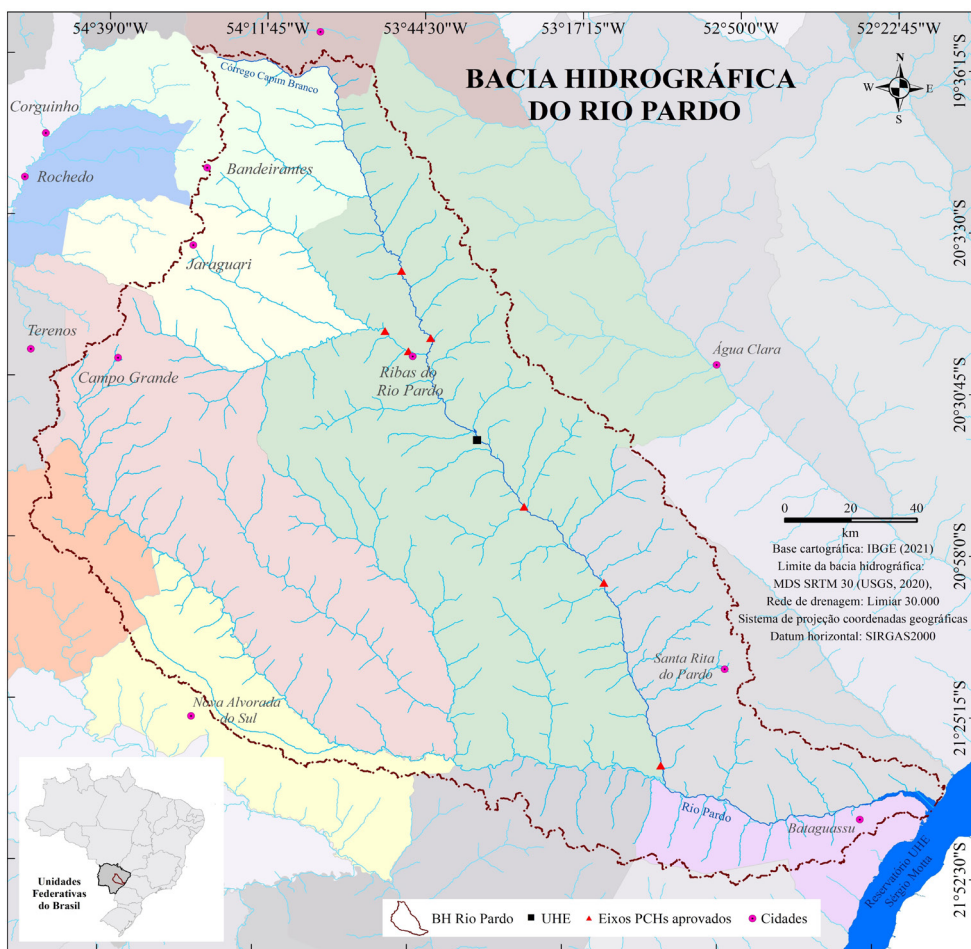 54°39'0"W
54°11'45"W
53°44'30"W
53°17'15"W
52°50'0"W
52°22'45"W
BACIA HIDROGRÁFICA
DO RIO PARDO
N
W
E
S
19°36'15"S
Córrego Capim Branco
Corguinho
Rochedo
Bandeirantes
20°3'30"S
Jaraguari
Terenos
Campo Grande
Ribas do
Rio Pardo
Água Clara
20°30'45"S
0 20 40
km
Base cartográfica: IBGE (2021)
Limite da bacia hidrográfica:
MDS SRTM 30 (USGS, 2020),
Rede de drenagem: Limiar 30.000
Sistema de projeção coordenadas geográficas
Datum horizontal: SIRGAS2000
20°58'0"S
Santa Rita
do Pardo
Nova Alvorada
do Sul
21°25'15"S
Rio Pardo
Bataguassu
Reservatório UHE
Sérgio Motta
21°52'30"S
Unidades
Federativas
do Brasil
BH Rio Pardo
UHE
Eixos PCHs aprovados
Cidades